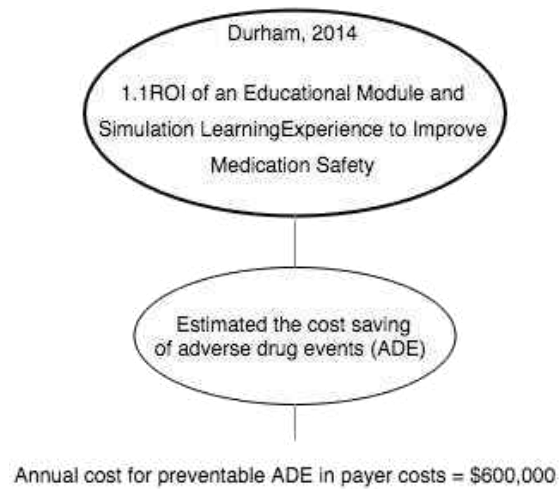 Durham, 2014
1.1ROI of an Educational Module and
Simulation LearningExperience to Improve
Medication Safety
Estimated the cost saving
of adverse drug events (ADE)
Annual cost for preventable ADE in payer costs = $600,000